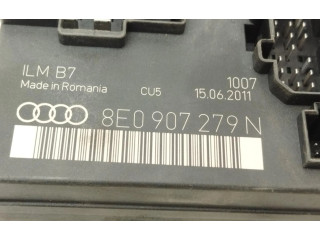 ILM B7
1007
Made in Romania
CU5
15.06.2011
8E0 907 279 N